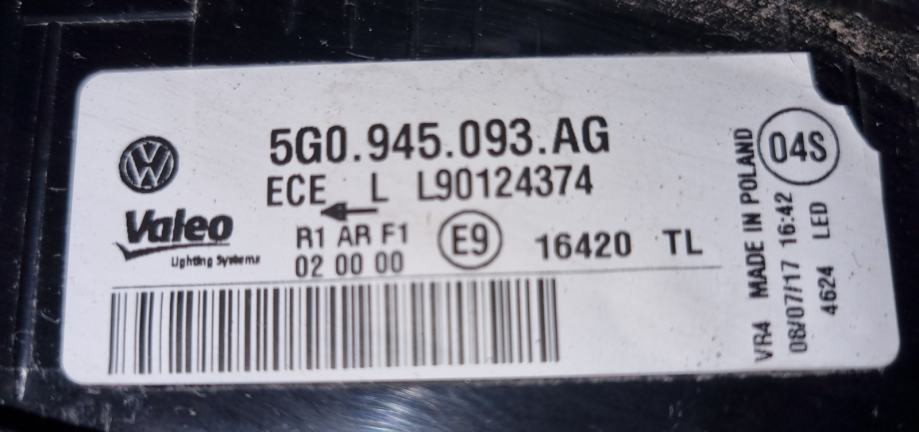 5G0.945.093.AG
ECE L L90124374
Valeo
Lighting Systems
R1 AR F1
02 00 00
E9
16420 TL
VR4 MADE IN POLAND
08/07/17 16:42
4624 LED
04S